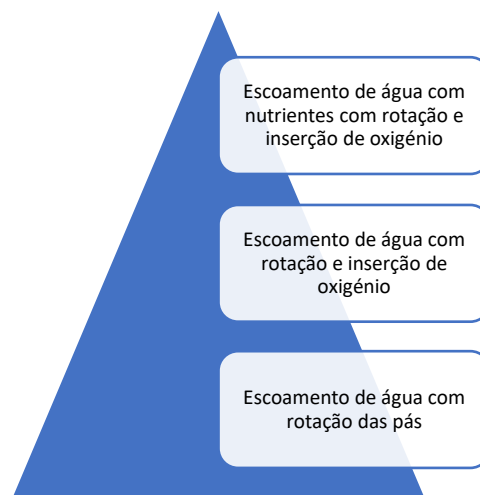 Escoamento de água com
nutrientes com rotação e
inserção de oxigénio
Escoamento de água com
rotação e inserção de
oxigénio
Escoamento de água com
rotação das pás